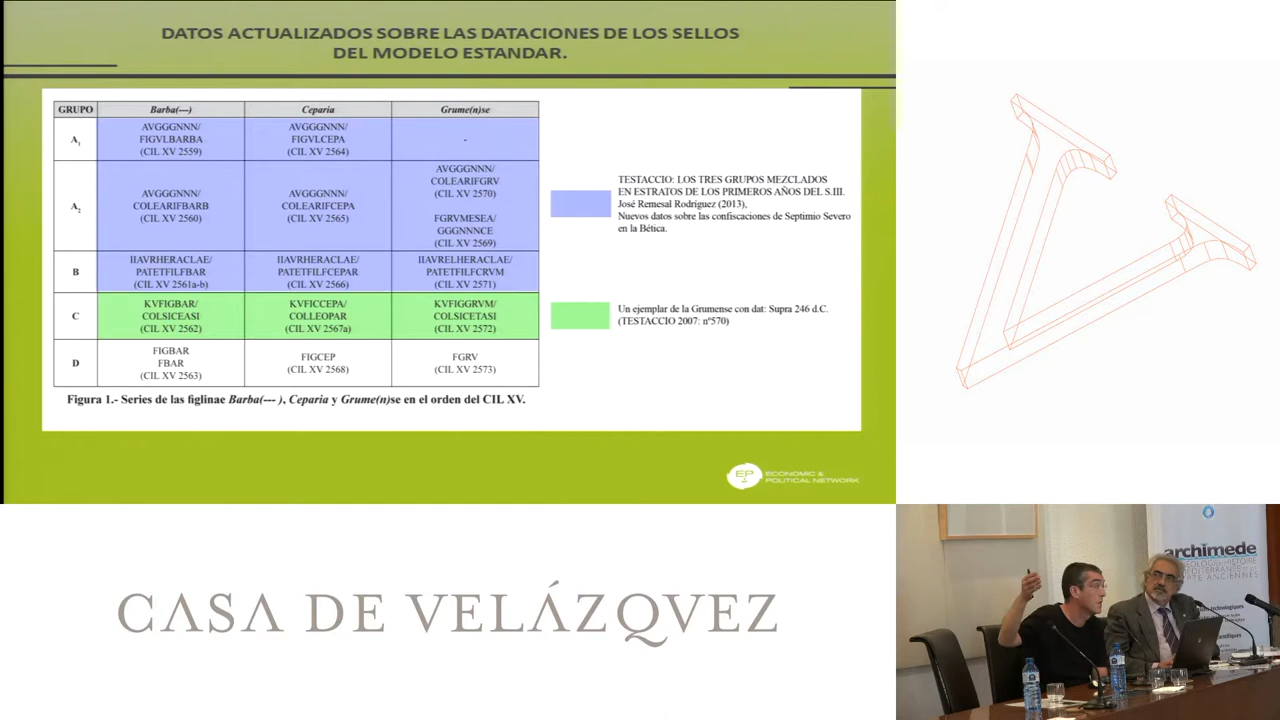 DATOS ACTUALIZADOS SOBRE LAS DATACIONES DE LOS SELLOS
DEL MODELO ESTANDAR.
GRUPO Barba(---) Ceparia Grume(n)se
A1
AVGGGNNN/
FIGVLBARBA
(CIL XV 2559)
AVGGGNNN/
FIGVLCEPA
(CIL XV 2564)
-
A2
AVGGGNNN/
COLEARIFBARB
(CIL XV 2560)
AVGGGNNN/
COLEARIFCEPA
(CIL XV 2565)
AVGGGNNN/
COLEARIFGRV
(CIL XV 2570)
FGRVMESEA/
GGGNNNCE
(CIL XV 2569)
B
IIAVRHERACLAE/
PATETFILFBAR
(CIL XV 2561a-b)
IIAVRHERACLAE/
PATETFILFCEPAR
(CIL XV 2566)
IIAVRELHERACLAE/
PATETFILFCRVM
(CIL XV 2571)
C
KVFIGBAR/
COLSICEASI
(CIL XV 2562)
KVFICCEPA/
COLLEOPAR
(CIL XV 2567a)
KVFIGGRVM/
COLSICETASI
(CIL XV 2572)
D
FIGBAR
FBAR
(CIL XV 2563)
FIGCEP
(CIL XV 2568)
FGRV
(CIL XV 2573)
Figura 1.- Series de las figlinae Barba(--- ), Ceparia y Grume(n)se en el orden del CIL XV.
TESTACCIO: LOS TRES GRUPOS MEZCLADOS
EN ESTRATOS DE LOS PRIMEROS AÑOS DEL S.III.
José Remesal Rodríguez (2013),
Nuevos datos sobre las confiscaciones de Septimio Severo
en la Bética.
Un ejemplar de la Grumense con dat: Supra 246 d.C.
(TESTACCIO 2007: nº570)
EP
ECONOMIC &
POLITICAL NETWORK
CASA DE VELÁZQVEZ
archimede